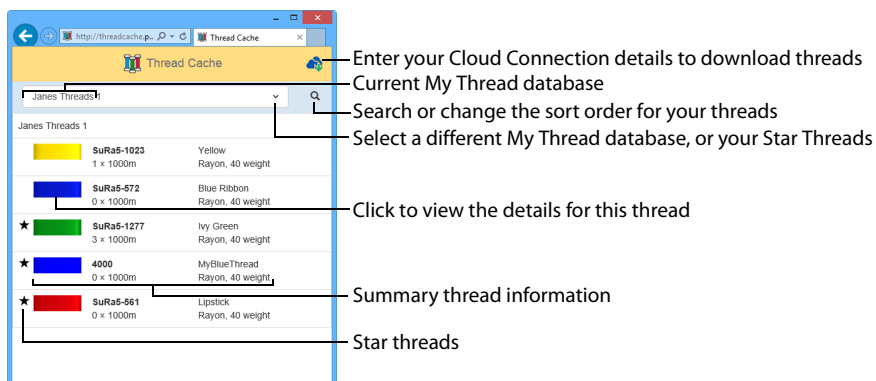 http://threadcache.p..
Thread Cache
Thread Cache
Enter your Cloud Connection details to download threads
Current My Thread database
Janes Threads 1
Search or change the sort order for your threads
Select a different My Thread database, or your Star Threads
Janes Threads 1
SuRa5-1023 Yellow
1 × 1000m Rayon, 40 weight
SuRa5-572 Blue Ribbon
0 × 1000m Rayon, 40 weight
Click to view the details for this thread
SuRa5-1277 Ivy Green
3 × 1000m Rayon, 40 weight
4000 MyBlueThread
0 × 1000m Rayon, 40 weight
Summary thread information
SuRa5-561 Lipstick
0 × 1000m Rayon, 40 weight
Star threads